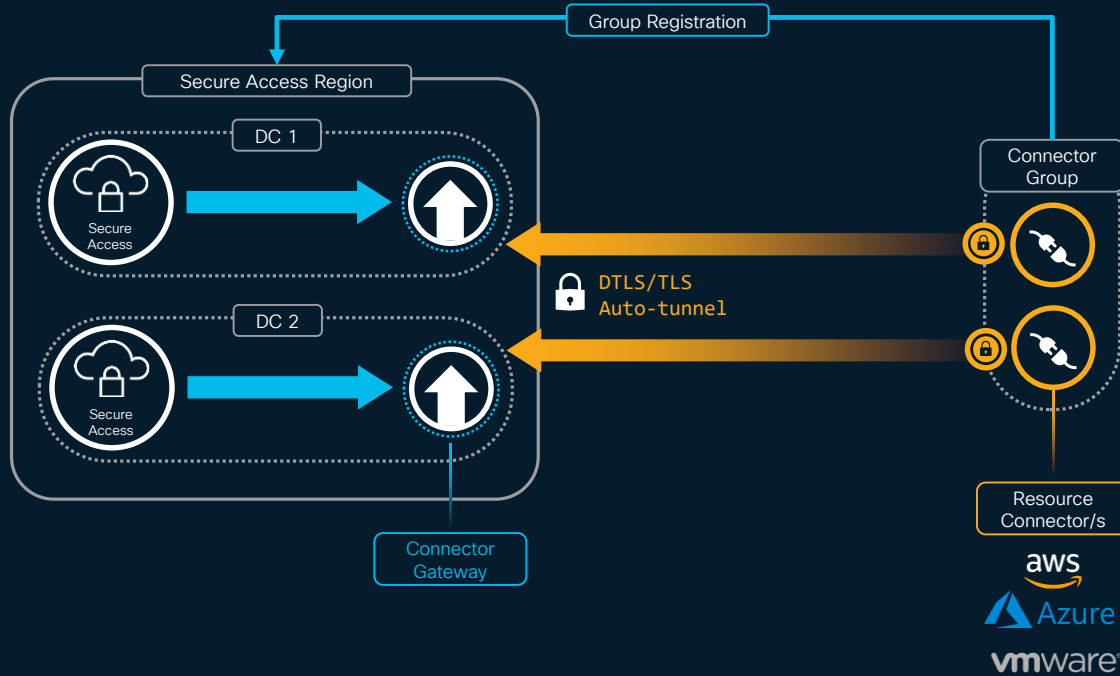 Group Registration
Secure Access Region
DC 1
Secure
Access
Connector
Group
DTLS/TLS
Auto-tunnel
DC 2
Secure
Access
Connector
Gateway
Resource
Connector/s
aws
Azure
vmware®